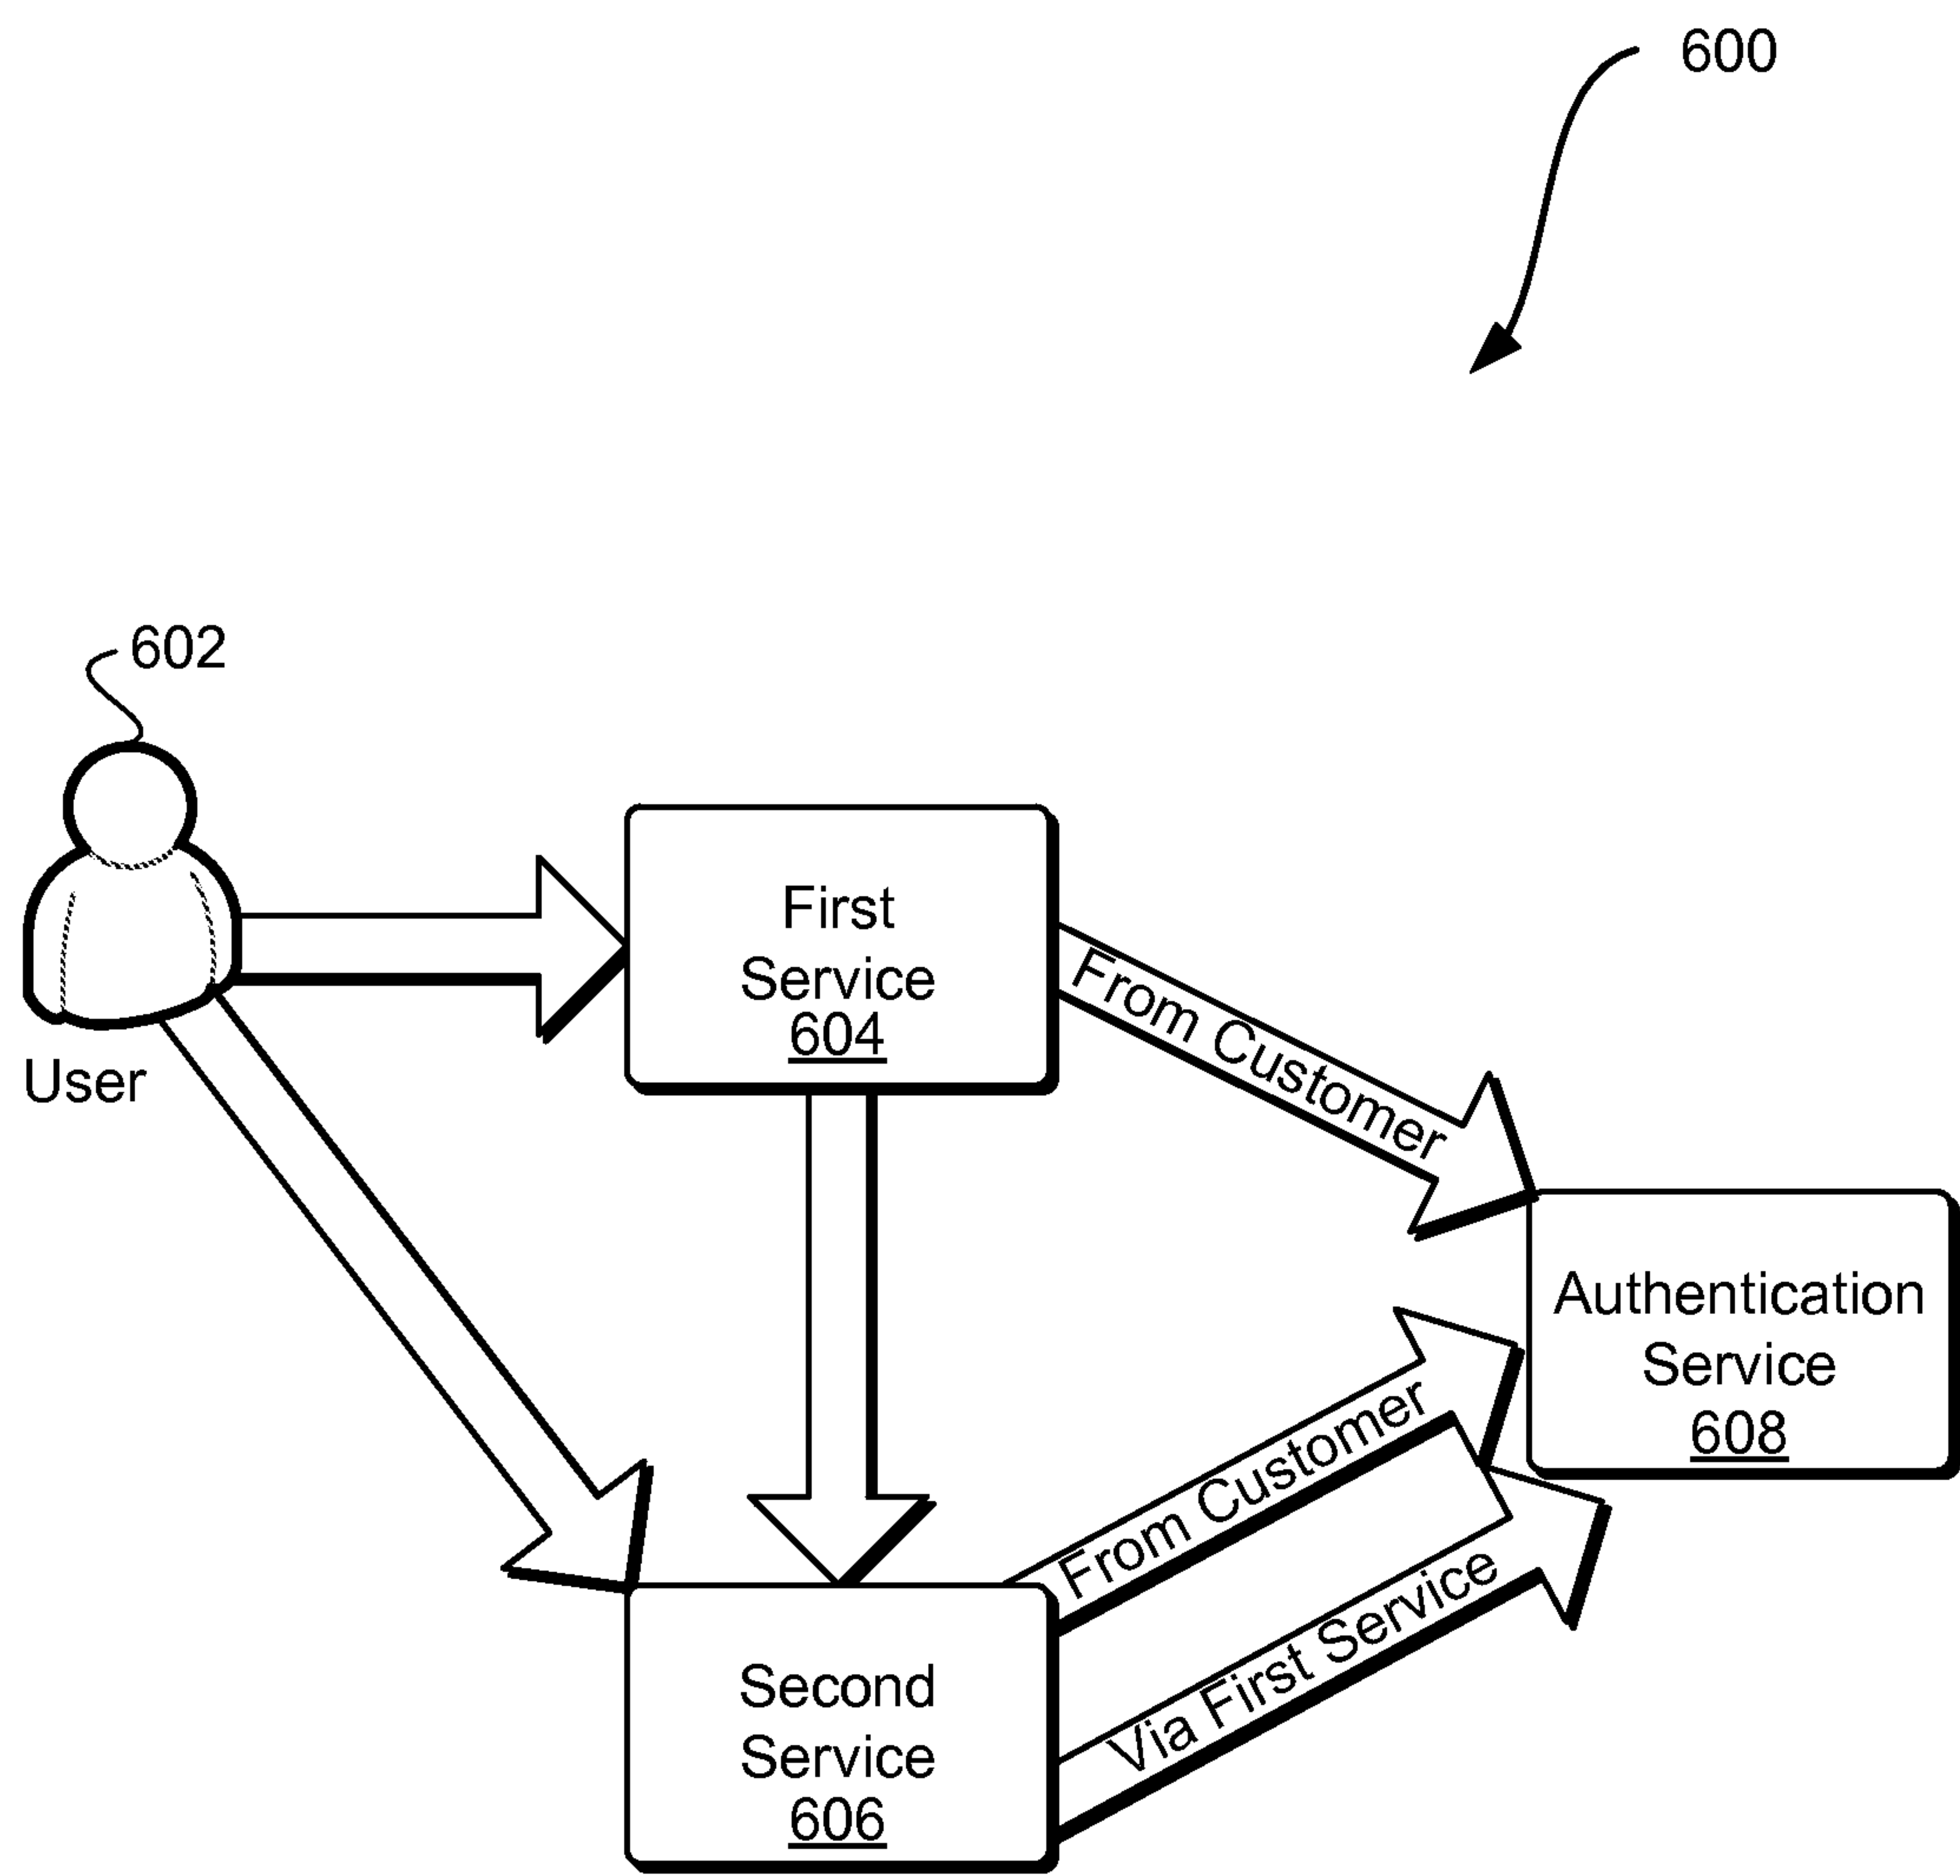 600
602
User
First
Service
604
From Customer
Authentication
Service
608
From Customer
Via First Service
Second
Service
606